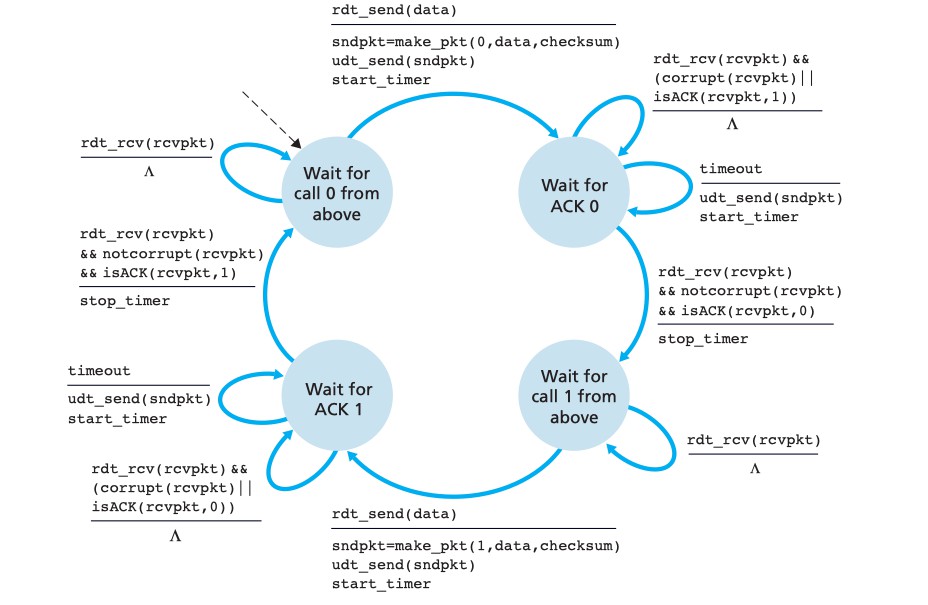 rdt_send(data)
sndpkt=make_pkt(0,data,checksum)
udt_send(sndpkt)
start_timer
rdt_rcv(rcvpkt) &&
(corrupt(rcvpkt)||
isACK(rcvpkt,1))
Λ
rdt_rcv(rcvpkt)
Λ
Wait for
call 0 from
above
Wait for
ACK 0
timeout
udt_send(sndpkt)
start_timer
rdt_rcv(rcvpkt)
&& notcorrupt(rcvpkt)
&& isACK(rcvpkt,1)
stop_timer
rdt_rcv(rcvpkt)
&& notcorrupt(rcvpkt)
&& isACK(rcvpkt,0)
stop_timer
timeout
udt_send(sndpkt)
start_timer
Wait for
ACK 1
Wait for
call 1 from
above
rdt_rcv(rcvpkt)
Λ
rdt_rcv(rcvpkt) &&
(corrupt(rcvpkt)||
isACK(rcvpkt,0))
Λ
rdt_send(data)
sndpkt=make_pkt(1,data,checksum)
udt_send(sndpkt)
start_timer